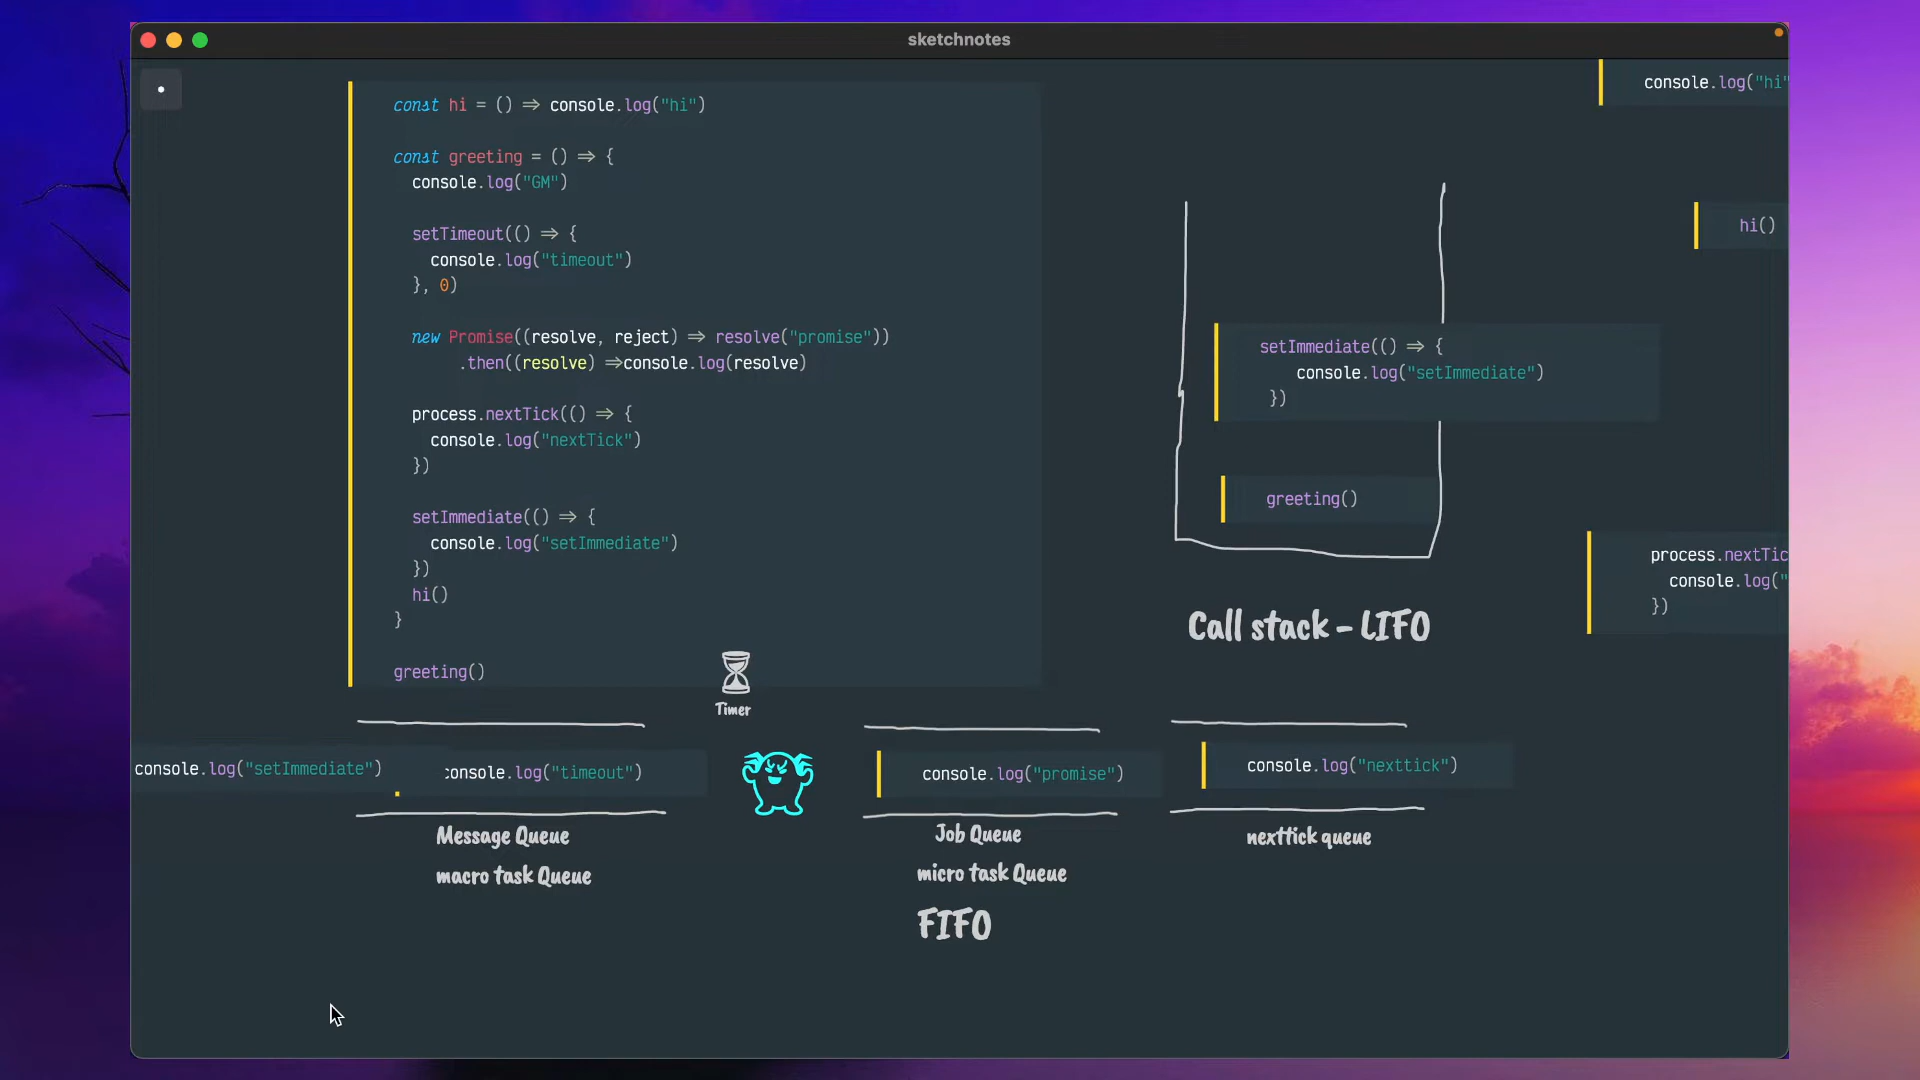 sketchnotes
const hi = () => console.log("hi")
const greeting = () => {
console.log("GM")
setTimeout(() => {
console.log("timeout")
}, 0)
new Promise((resolve, reject) => resolve("promise"))
.then((resolve) =>console.log(resolve)
process.nextTick(() => {
console.log("nextTick")
})
setImmediate(() => {
console.log("setImmediate")
})
hi()
}
greeting()
Timer
console.log("hi"
hi()
setImmediate(() => {
console.log("setImmediate")
})
greeting()
Call stack - LIFO
process.nextTic
console.log("
})
console.log("setImmediate")
console.log("timeout")
Message Queue
macro task Queue
console.log("promise")
Job Queue
micro task Queue
FIFO
console.log("nexttick")
nexttick queue